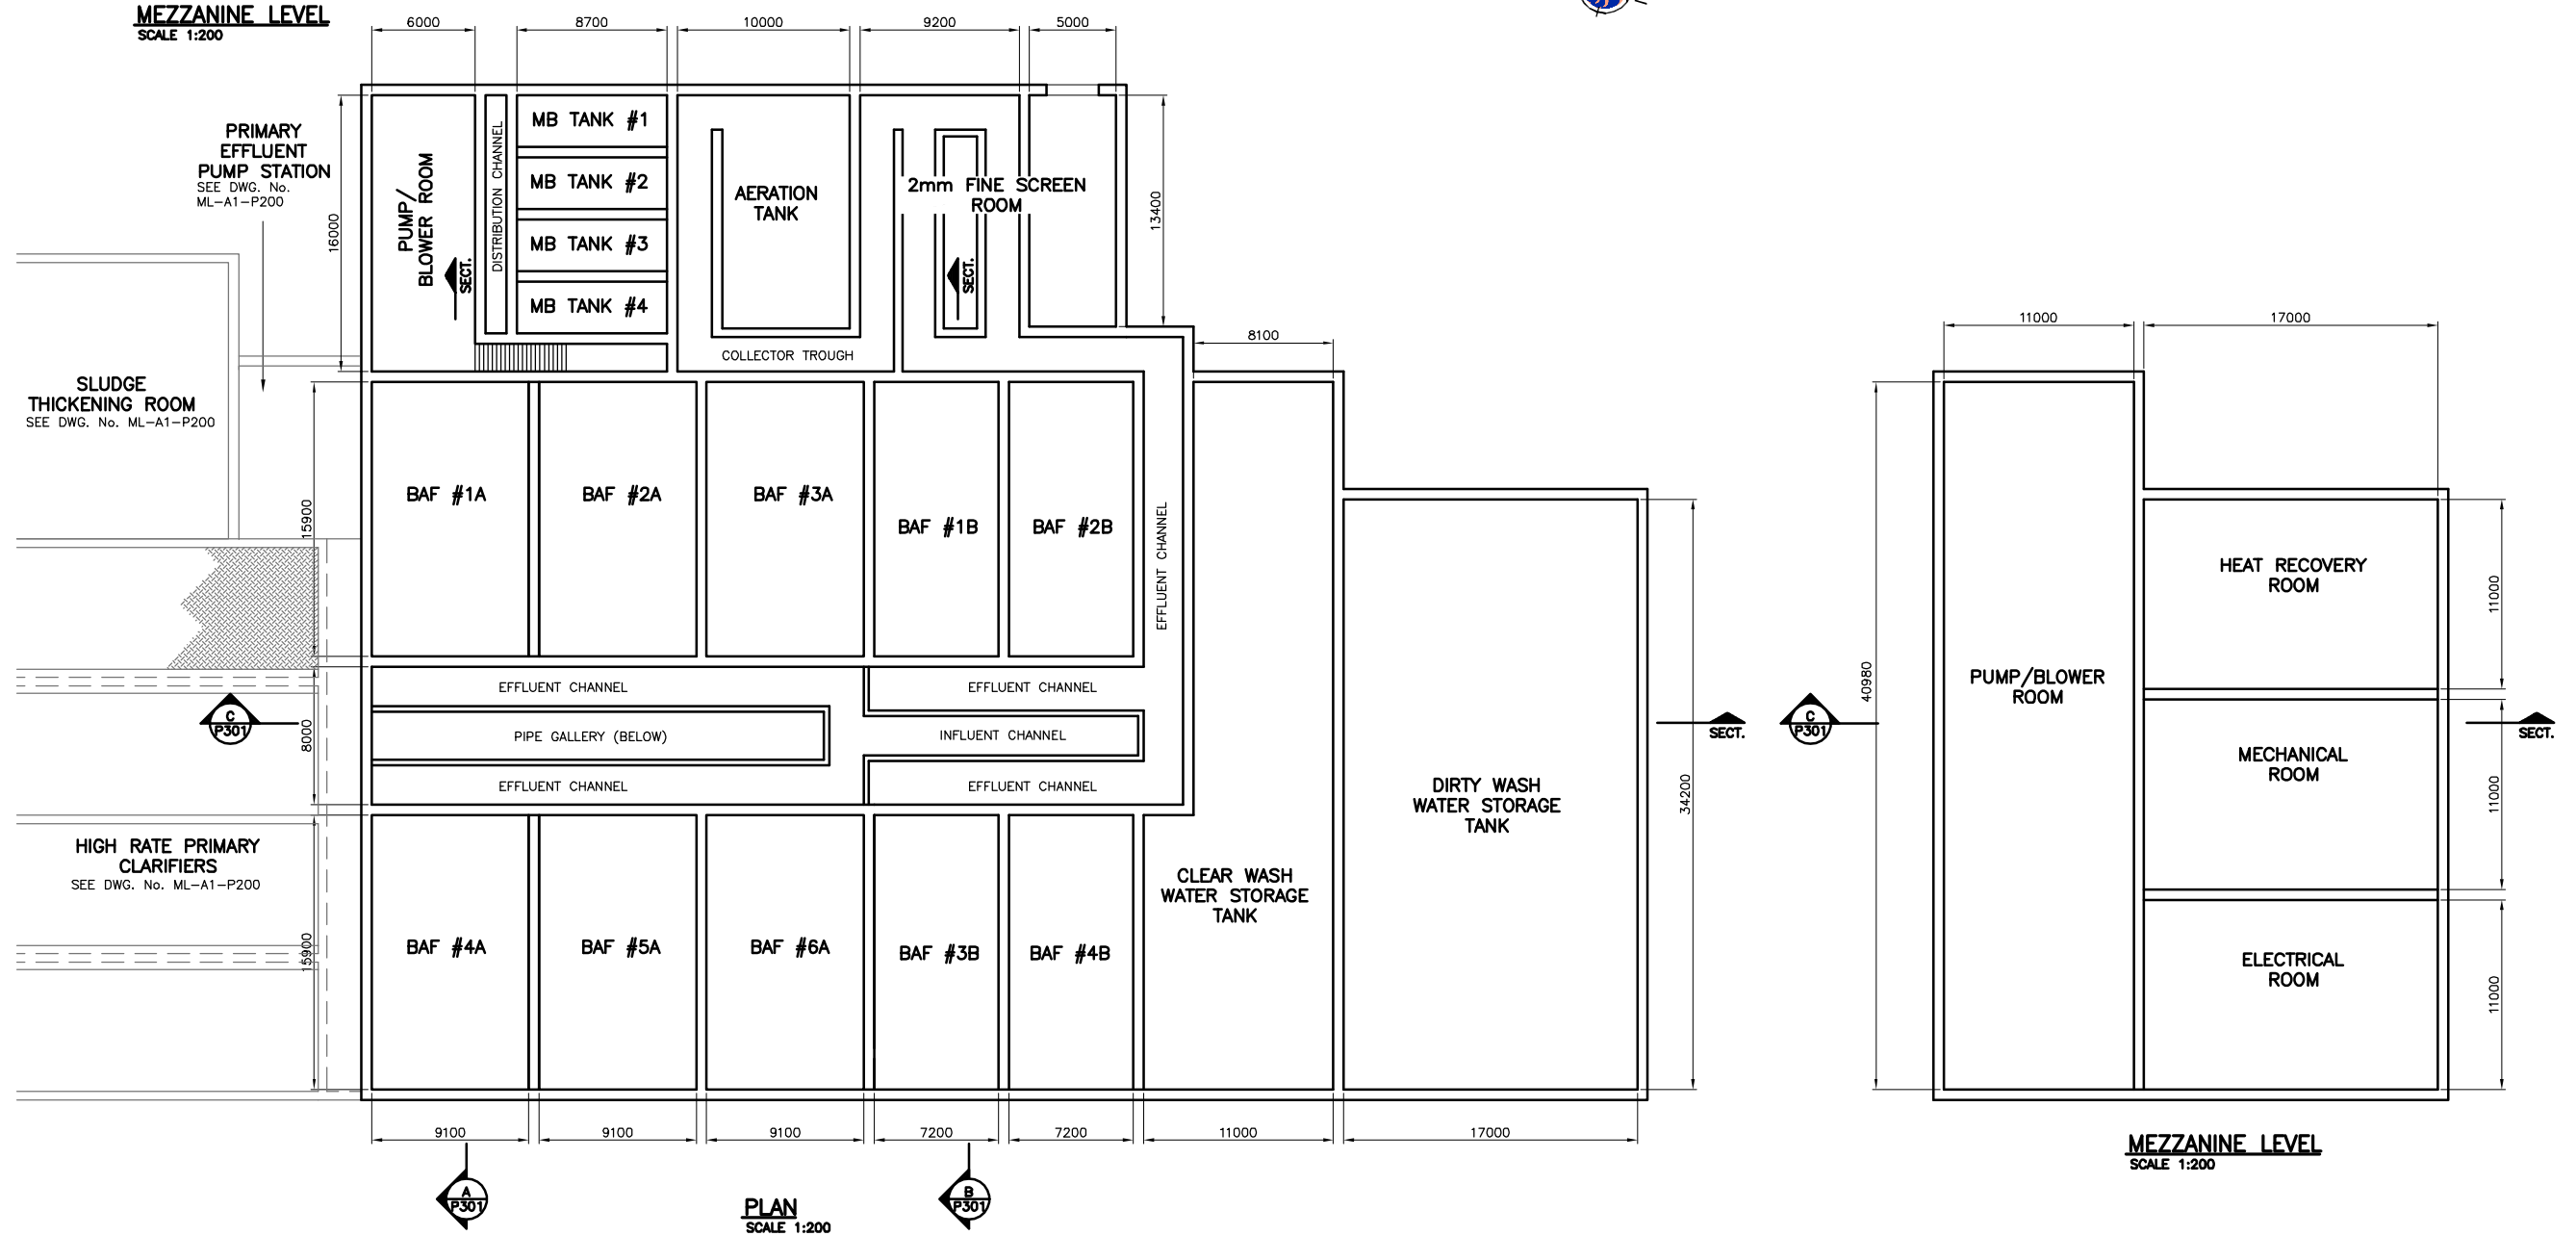 MEZZANINE LEVEL
SCALE 1:200
6000
8700
10000
9200
5000
PRIMARY
EFFLUENT
PUMP STATION
SEE DWG. No.
ML-A1-P200
16000
PUMP/
BLOWER ROOM
SECT.
DISTRIBUTION CHANNEL
MB TANK #1
MB TANK #2
MB TANK #3
MB TANK #4
AERATION
TANK
2mm FINE SCREEN
ROOM
SECT.
13400
8100
COLLECTOR TROUGH
SLUDGE
THICKENING ROOM
SEE DWG. No. ML-A1-P200
15900
BAF #1A
BAF #2A
BAF #3A
BAF #1B
BAF #2B
EFFLUENT CHANNEL
EFFLUENT CHANNEL
EFFLUENT CHANNEL
C
P301
8000
PIPE GALLERY (BELOW)
INFLUENT CHANNEL
EFFLUENT CHANNEL
EFFLUENT CHANNEL
SECT.
34200
DIRTY WASH
WATER STORAGE
TANK
HIGH RATE PRIMARY
CLARIFIERS
SEE DWG. No. ML-A1-P200
15900
BAF #4A
BAF #5A
BAF #6A
BAF #3B
BAF #4B
CLEAR WASH
WATER STORAGE
TANK
9100
9100
9100
7200
7200
11000
17000
A
P301
B
P301
PLAN
SCALE 1:200
11000
17000
40980
C
P301
PUMP/BLOWER
ROOM
HEAT RECOVERY
ROOM
11000
MECHANICAL
ROOM
11000
SECT.
ELECTRICAL
ROOM
11000
MEZZANINE LEVEL
SCALE 1:200